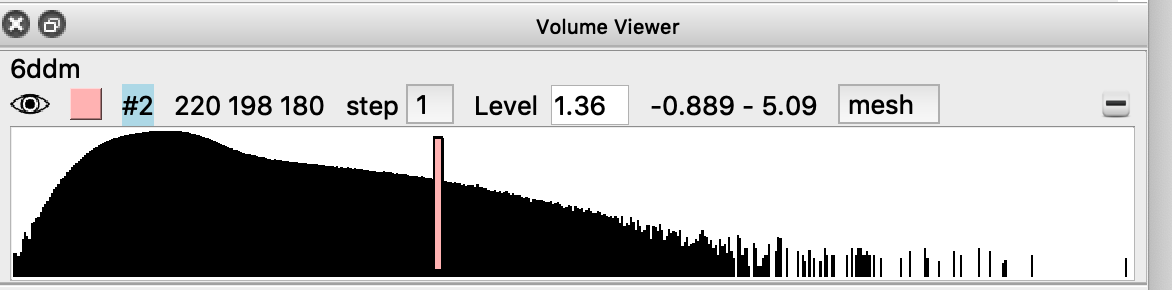 Volume Viewer
6ddm
#2 220 198 180 step 1 Level 1.36 -0.889 - 5.09 mesh